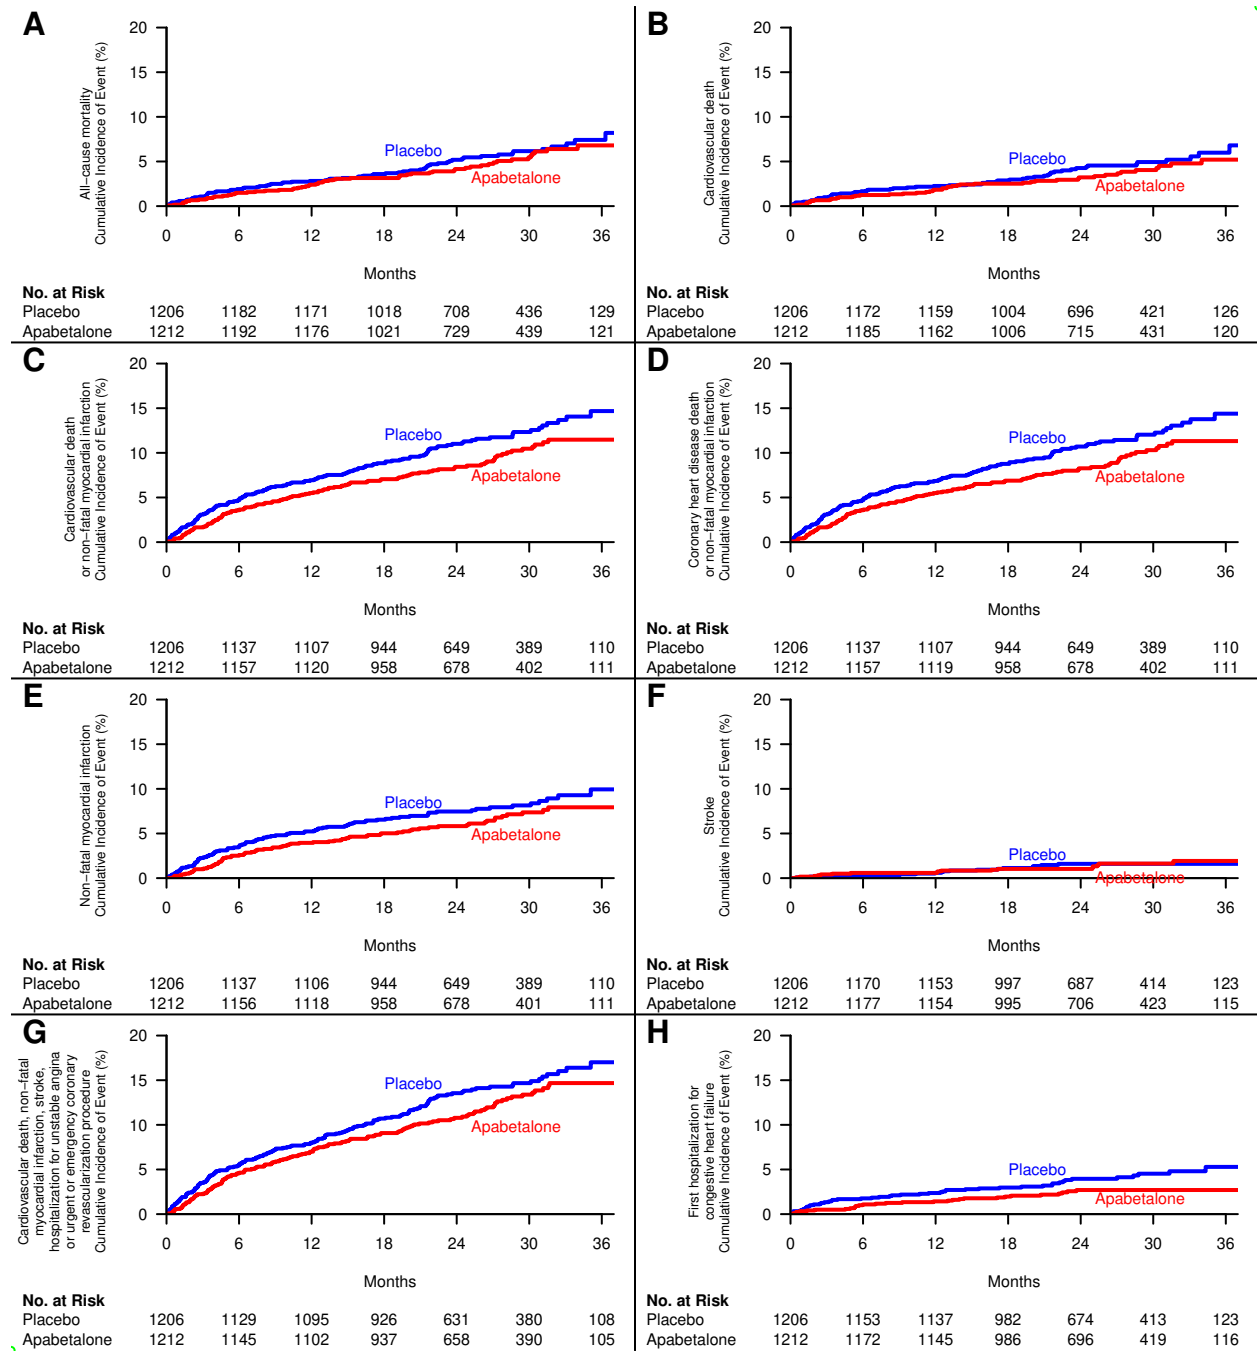 A
All-cause mortality
Cumulative Incidence of Event (%)
20
15
10
5
0
Placebo
Apabetalone
0 6 12 18 24 30 36
Months
No. at Risk
Placebo 1206 1182 1171 1018 708 436 129
Apabetalone 1212 1192 1176 1021 729 439 121
B
Cardiovascular death
Cumulative Incidence of Event (%)
20
15
10
5
0
Placebo
Apabetalone
0 6 12 18 24 30 36
Months
No. at Risk
Placebo 1206 1172 1159 1004 696 421 126
Apabetalone 1212 1185 1162 1006 715 431 120
C
Cardiovascular death
or non-fatal myocardial infarction
Cumulative Incidence of Event (%)
20
15
10
5
0
Placebo
Apabetalone
0 6 12 18 24 30 36
Months
No. at Risk
Placebo 1206 1137 1107 944 649 389 110
Apabetalone 1212 1157 1120 958 678 402 111
D
Coronary heart disease death
or non-fatal myocardial infarction
Cumulative Incidence of Event (%)
20
15
10
5
0
Placebo
Apabetalone
0 6 12 18 24 30 36
Months
No. at Risk
Placebo 1206 1137 1107 944 649 389 110
Apabetalone 1212 1157 1119 958 678 402 111
E
Non-fatal myocardial infarction
Cumulative Incidence of Event (%)
20
15
10
5
0
Placebo
Apabetalone
0 6 12 18 24 30 36
Months
No. at Risk
Placebo 1206 1137 1106 944 649 389 110
Apabetalone 1212 1156 1118 958 678 401 111
F
Stroke
Cumulative Incidence of Event (%)
20
15
10
5
0
Placebo
Apabetalone
0 6 12 18 24 30 36
Months
No. at Risk
Placebo 1206 1170 1153 997 687 414 123
Apabetalone 1212 1177 1154 995 706 423 115
G
Cardiovascular death, non-fatal
myocardial infarction, stroke,
hospitalization for unstable angina
or urgent or emergency coronary
revascularization procedure
Cumulative Incidence of Event (%)
20
15
10
5
0
Placebo
Apabetalone
0 6 12 18 24 30 36
Months
No. at Risk
Placebo 1206 1129 1095 926 631 380 108
Apabetalone 1212 1145 1102 937 658 390 105
H
First hospitalization for
congestive heart failure
Cumulative Incidence of Event (%)
20
15
10
5
0
Placebo
Apabetalone
0 6 12 18 24 30 36
Months
No. at Risk
Placebo 1206 1153 1137 982 674 413 123
Apabetalone 1212 1172 1145 986 696 419 116